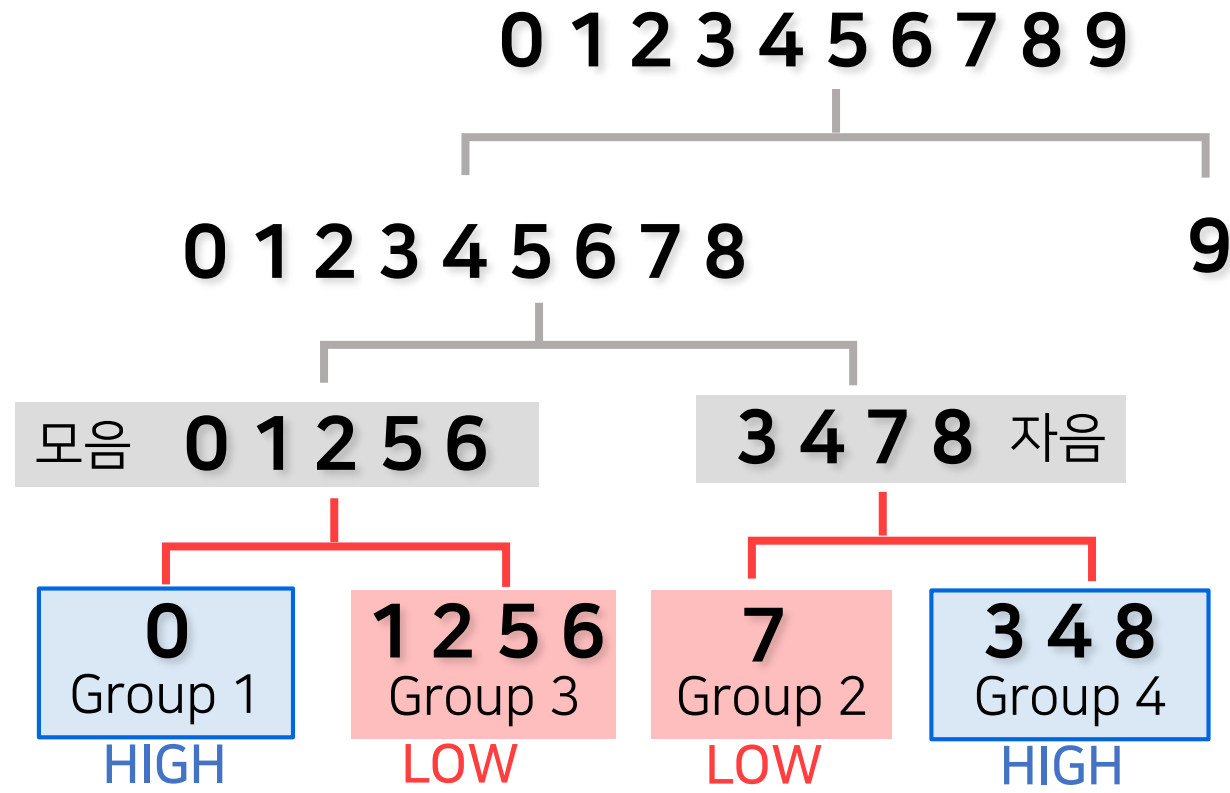 0 1 2 3 4 5 6 7 8 9
0 1 2 3 4 5 6 7 8
9
모음 0 1 2 5 6
3 4 7 8 자음
0
Group 1
HIGH
1 2 5 6
Group 3
LOW
7
Group 2
LOW
3 4 8
Group 4
HIGH